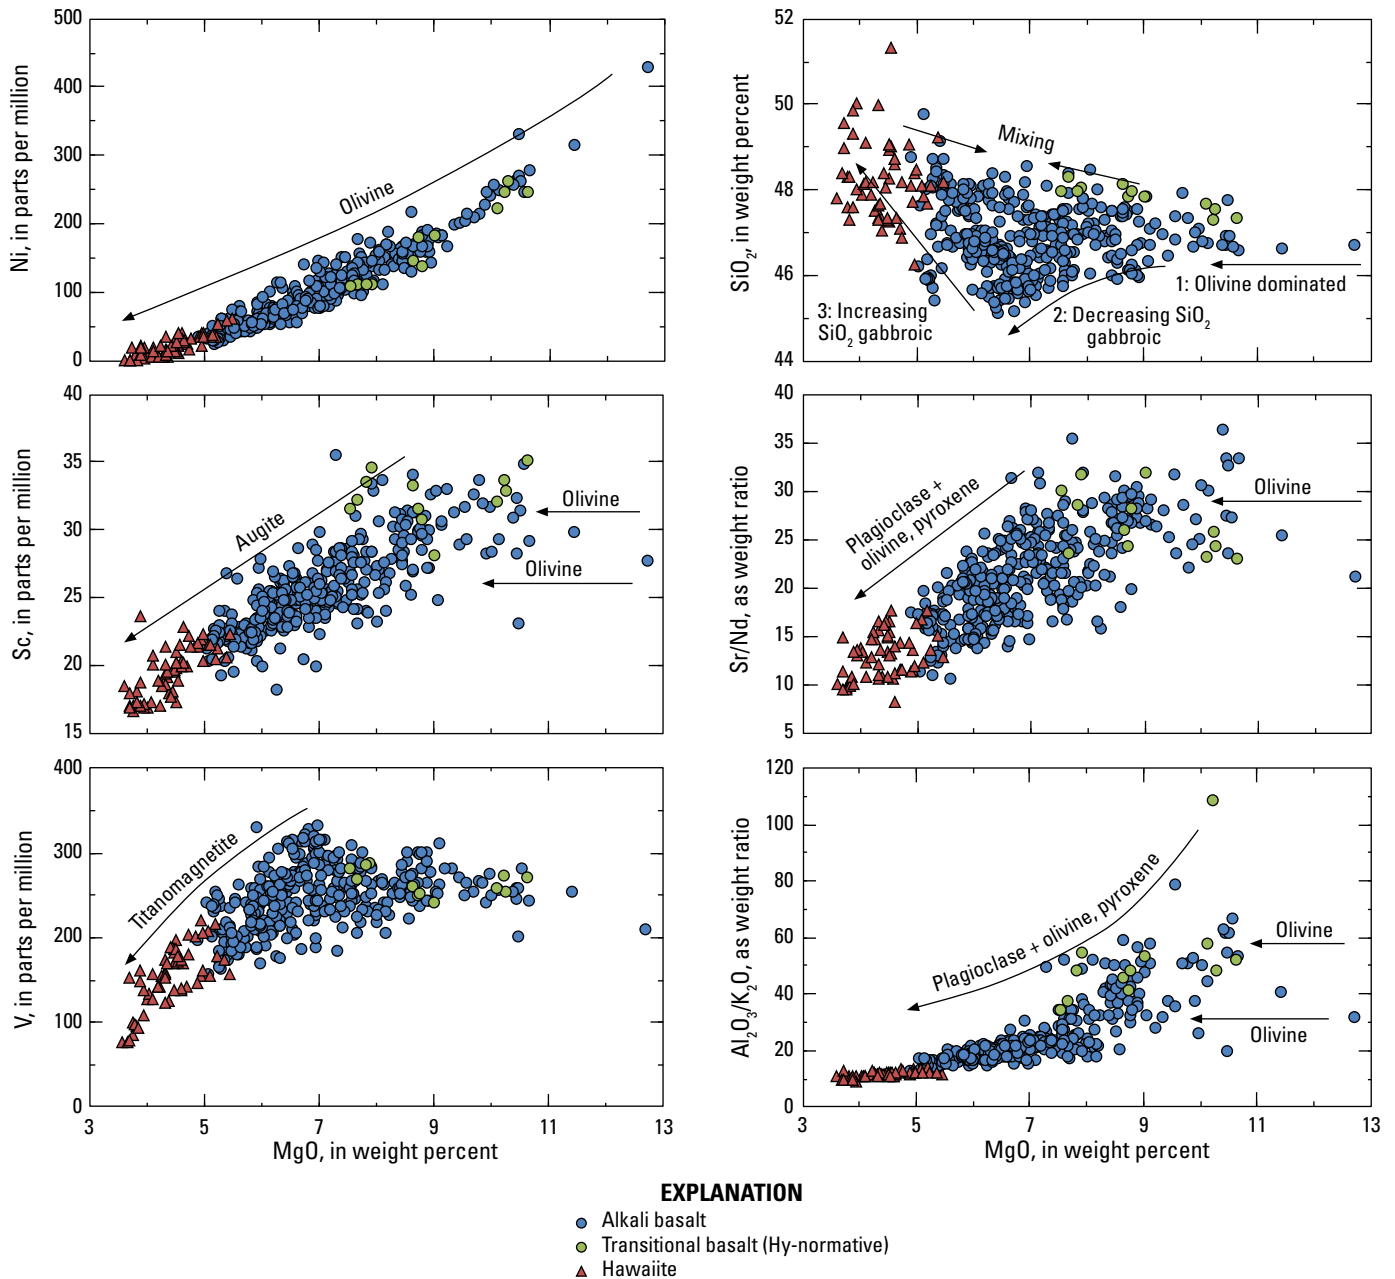 500
400
300
200
100
0
Ni, in parts per million
Olivine
52
50
48
46
44
SiO₂, in weight percent
Mixing
1: Olivine dominated
2: Decreasing SiO₂
gabbroic
3: Increasing
SiO₂ gabbroic
40
35
30
25
20
15
Sc, in parts per million
Augite
Olivine
Olivine
40
35
30
25
20
15
10
5
Sr/Nd, as weight ratio
Plagioclase +
olivine, pyroxene
Olivine
400
300
200
100
0
V, in parts per million
Titanomagnetite
3 5 7 9 11 13
MgO, in weight percent
120
100
80
60
40
20
0
Al₂O₃/K₂O, as weight ratio
Plagioclase + olivine, pyroxene
Olivine
Olivine
3 5 7 9 11 13
MgO, in weight percent
EXPLANATION
Alkali basalt
Transitional basalt (Hy-normative)
Hawaiite